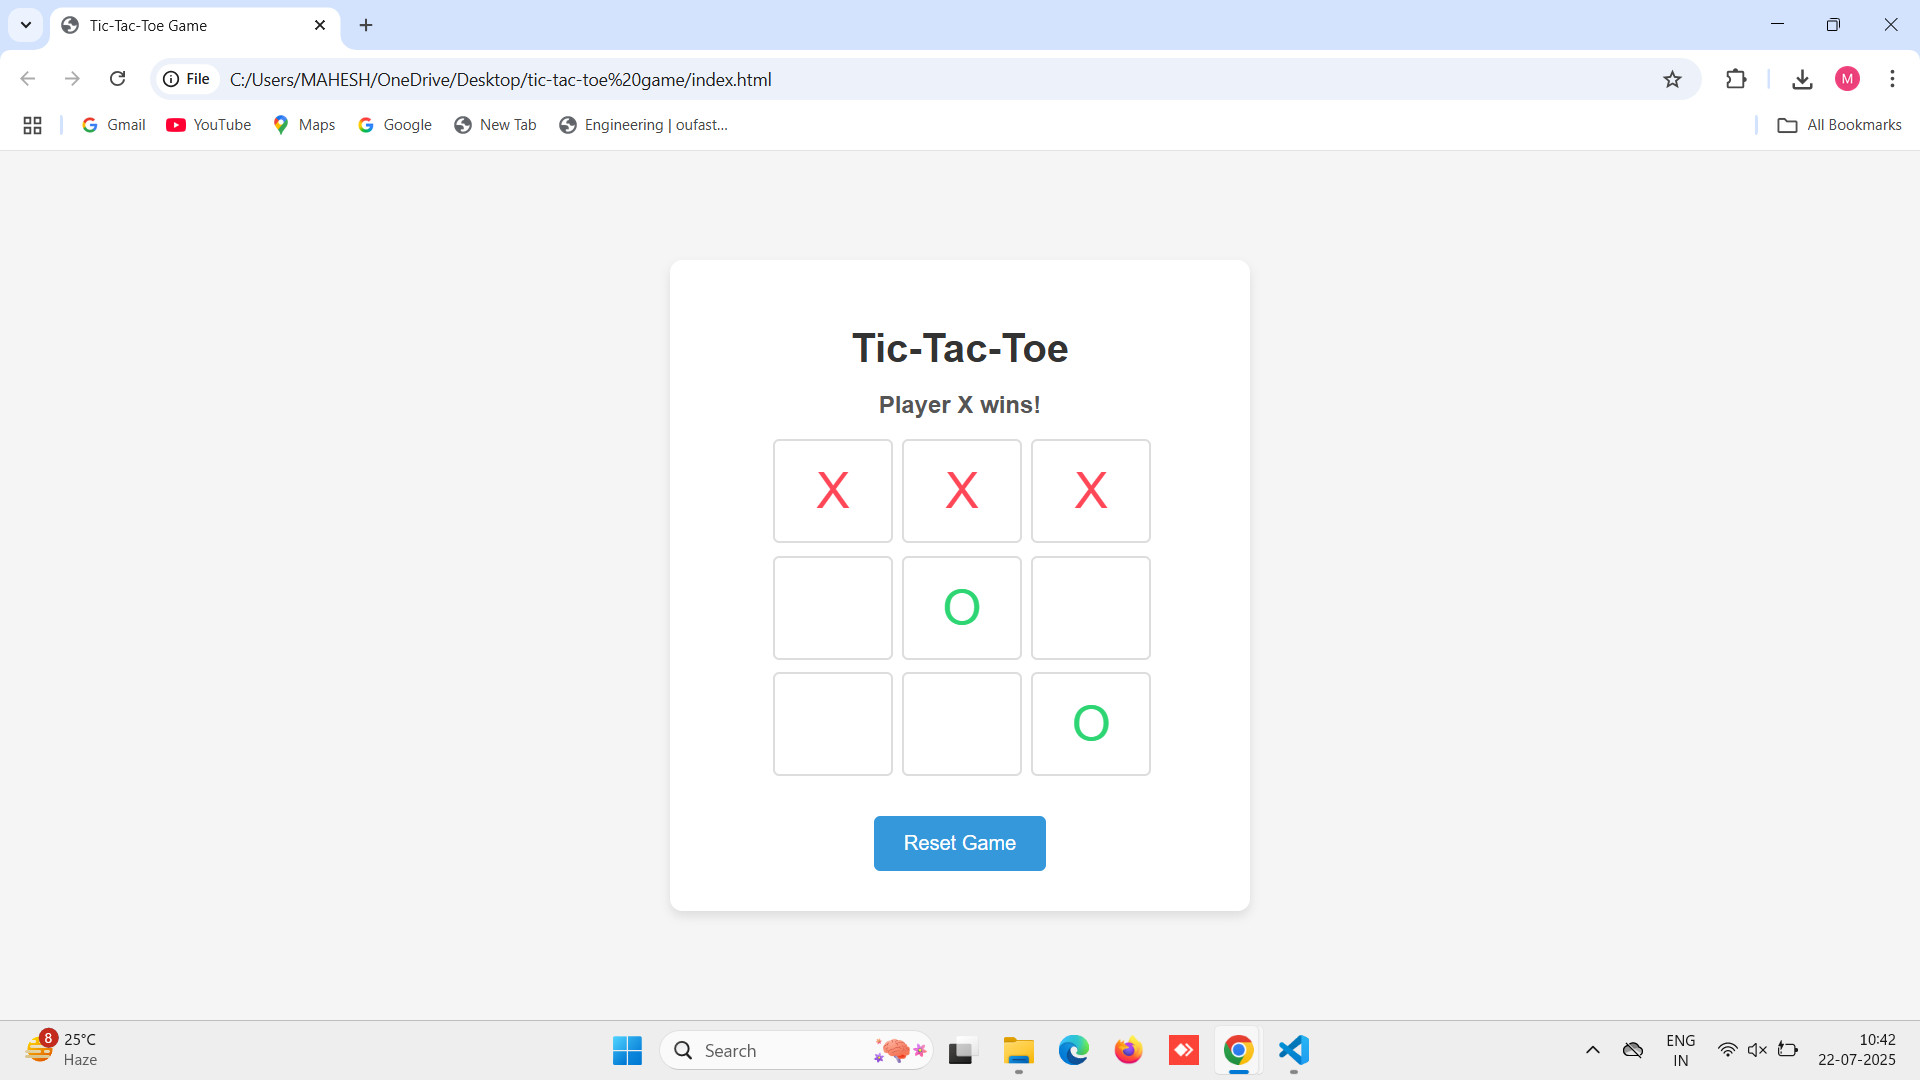 Tic-Tac-Toe Game
File C:/Users/MAHESH/OneDrive/Desktop/tic-tac-toe%20game/index.html M
Gmail YouTube Maps Google New Tab Engineering | oufast... All Bookmarks
Tic-Tac-Toe
Player X wins!
X X X
O
O
Reset Game
8 25°C
Haze
Search
ENG
IN
10:42
22-07-2025